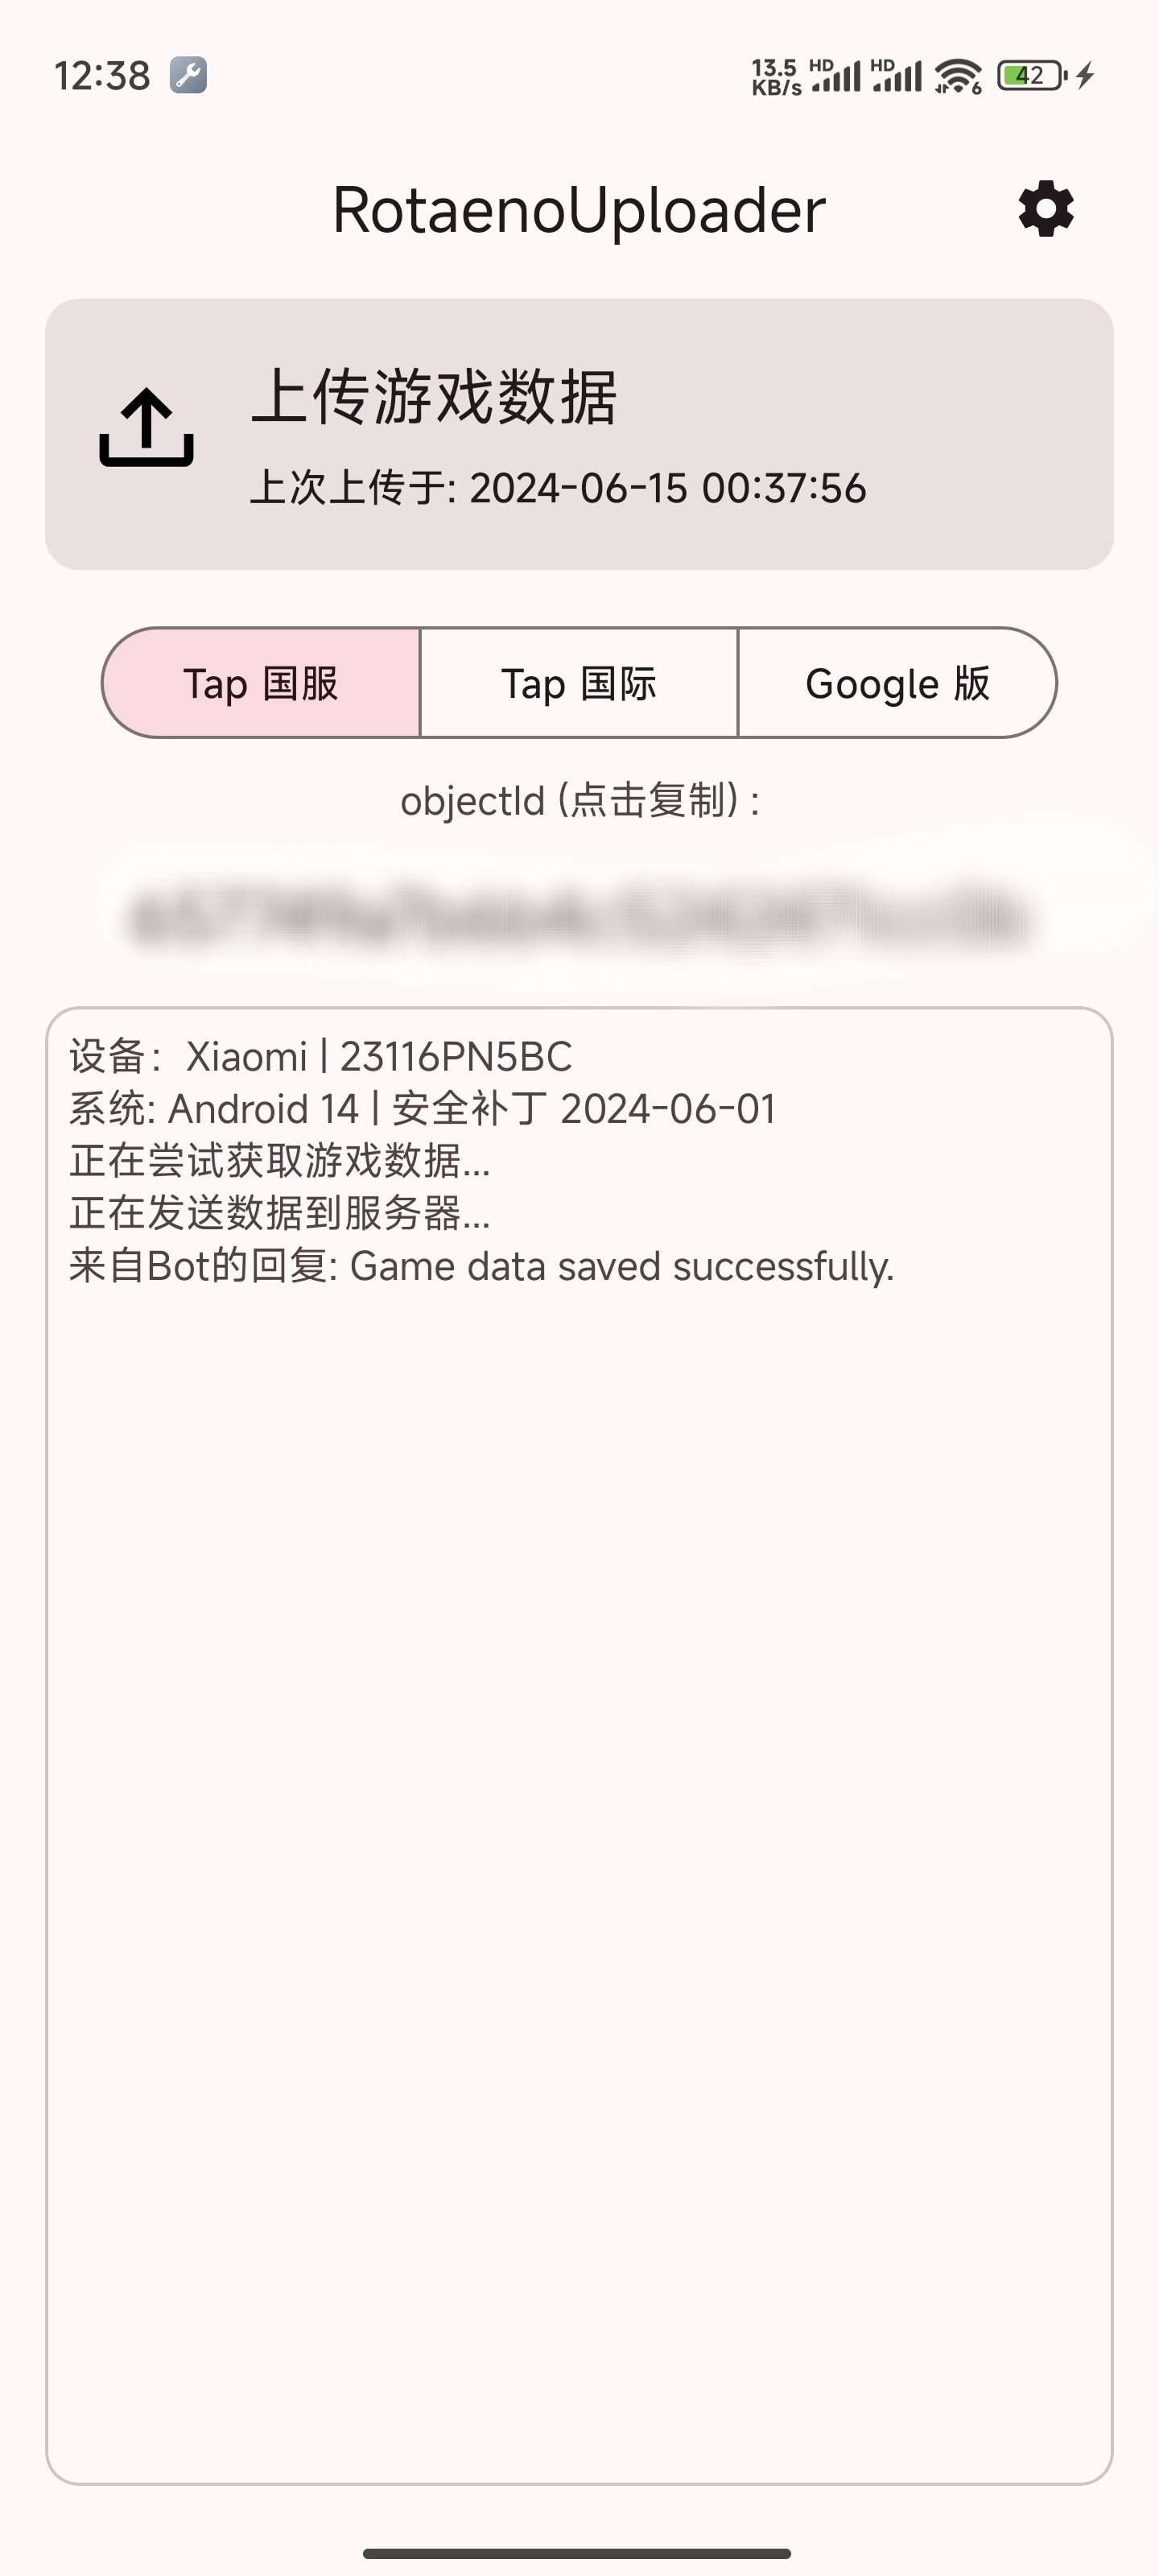 12:38
13.5 KB/s HD HD 6 42
RotaenoUploader
上传游戏数据
上次上传于: 2024-06-15 00:37:56
Tap 国服 Tap 国际 Google 版
objectId (点击复制) :
设备: Xiaomi | 23116PN5BC
系统: Android 14 | 安全补丁 2024-06-01
正在尝试获取游戏数据...
正在发送数据到服务器...
来自Bot的回复: Game data saved successfully.